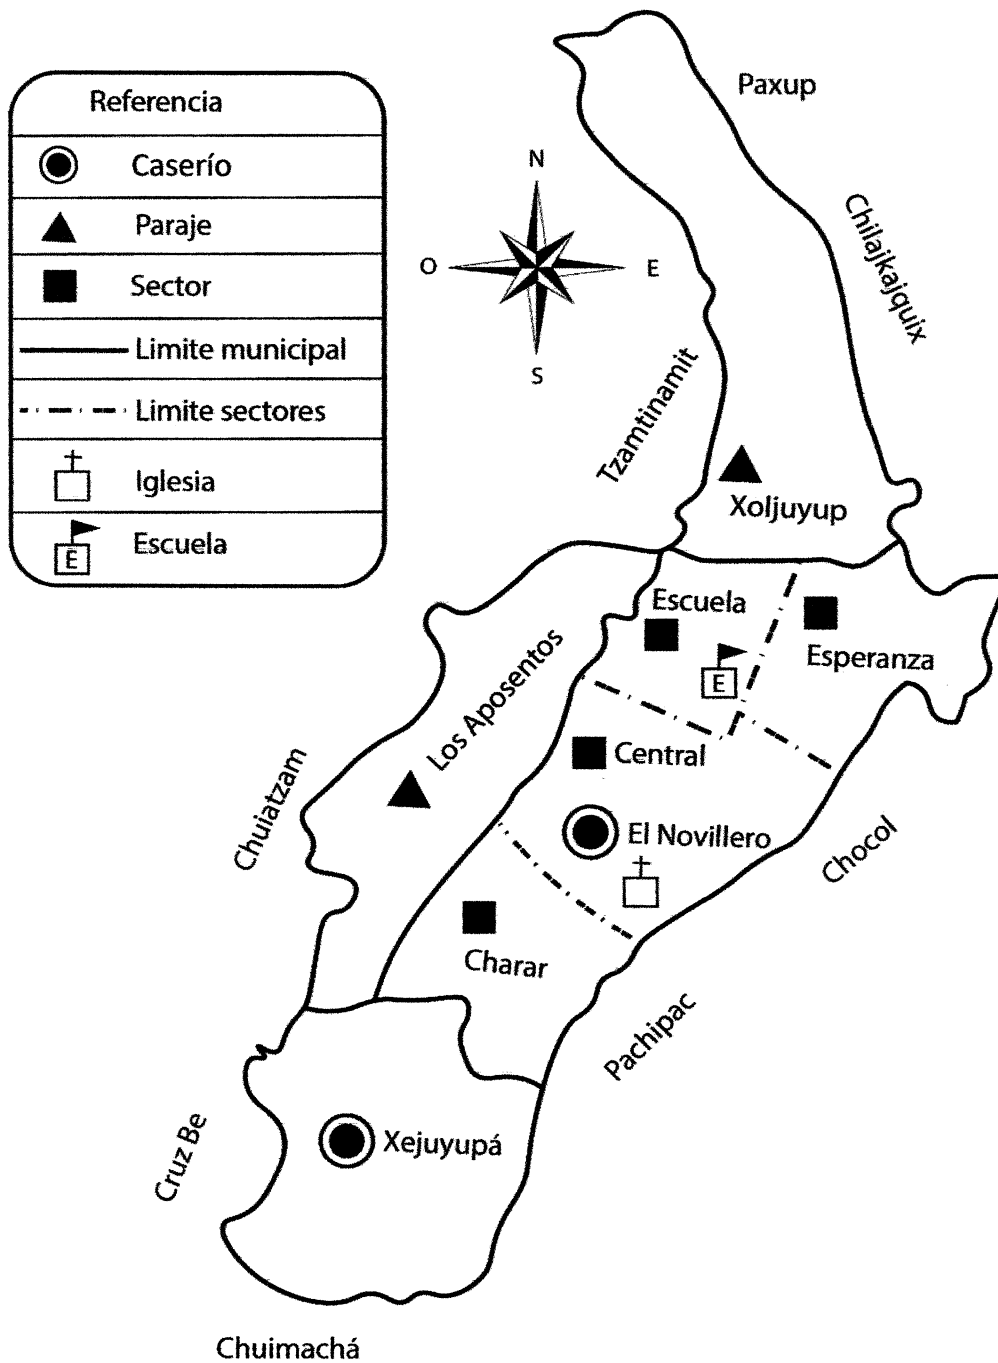 Referencia
Caserío
Paraje
Sector
Limite municipal
Limite sectores
Iglesia
E
Escuela
N
O
E
S
Paxup
Chilajkajquix
Tzamtinamit
Xoljuyup
Escuela
E
Esperanza
Los Aposentos
Central
El Novillero
Chuiatzam
Chocol
Charar
Pachipac
Xejuyupá
Cruz Be
Chuimachá